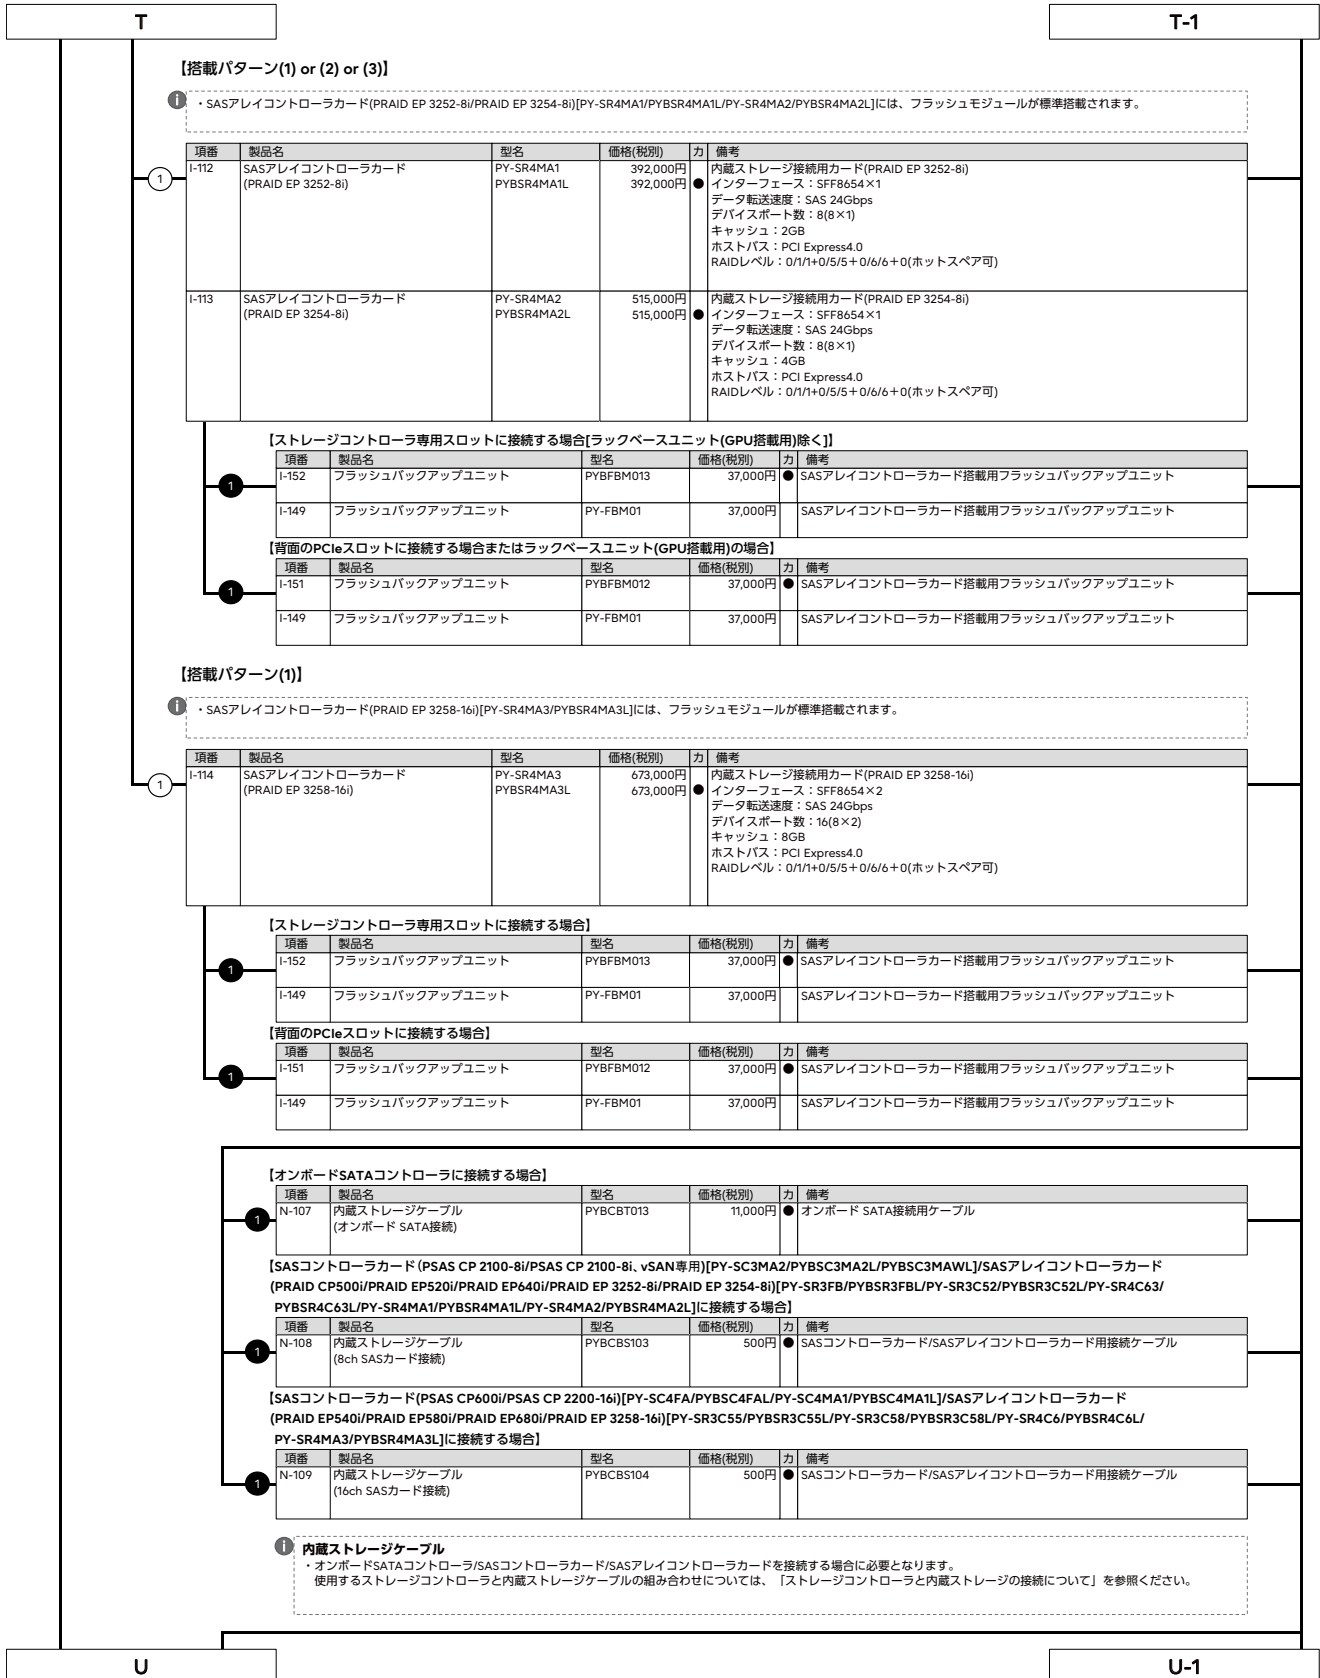 T
T-1
【搭載パターン(1) or (2) or (3)】
・SASアレイコントローラカード(PRAID EP 3252-8i/PRAID EP 3254-8i)[PY-SR4MA1/PYBSR4MA1L/PY-SR4MA2/PYBSR4MA2L]には、フラッシュモジュールが標準搭載されます。
項番 製品名 型名 価格(税別) カ 備考
1 I-112 SASアレイコントローラカード PY-SR4MA1 392,000円 内蔵ストレージ接続用カード(PRAID EP 3252-8i)
(PRAID EP 3252-8i) PYBSR4MA1L 392,000円 ● インターフェース：SFF8654×1
データ転送速度：SAS 24Gbps
デバイスポート数：8(8×1)
キャッシュ：2GB
ホストバス：PCI Express4.0
RAIDレベル：0/1/1+0/5/5＋0/6/6＋0(ホットスペア可)
I-113 SASアレイコントローラカード PY-SR4MA2 515,000円 内蔵ストレージ接続用カード(PRAID EP 3254-8i)
(PRAID EP 3254-8i) PYBSR4MA2L 515,000円 ● インターフェース：SFF8654×1
データ転送速度：SAS 24Gbps
デバイスポート数：8(8×1)
キャッシュ：4GB
ホストバス：PCI Express4.0
RAIDレベル：0/1/1+0/5/5＋0/6/6＋0(ホットスペア可)
【ストレージコントローラ専用スロットに接続する場合[ラックベースユニット(GPU搭載用)除く]】
項番 製品名 型名 価格(税別) カ 備考
1 I-152 フラッシュバックアップユニット PYBFBM013 37,000円 ● SASアレイコントローラカード搭載用フラッシュバックアップユニット
I-149 フラッシュバックアップユニット PY-FBM01 37,000円 SASアレイコントローラカード搭載用フラッシュバックアップユニット
【背面のPCIeスロットに接続する場合またはラックベースユニット(GPU搭載用)の場合】
項番 製品名 型名 価格(税別) カ 備考
1 I-151 フラッシュバックアップユニット PYBFBM012 37,000円 ● SASアレイコントローラカード搭載用フラッシュバックアップユニット
I-149 フラッシュバックアップユニット PY-FBM01 37,000円 SASアレイコントローラカード搭載用フラッシュバックアップユニット
【搭載パターン(1)】
・SASアレイコントローラカード(PRAID EP 3258-16i)[PY-SR4MA3/PYBSR4MA3L]には、フラッシュモジュールが標準搭載されます。
項番 製品名 型名 価格(税別) カ 備考
1 I-114 SASアレイコントローラカード PY-SR4MA3 673,000円 内蔵ストレージ接続用カード(PRAID EP 3258-16i)
(PRAID EP 3258-16i) PYBSR4MA3L 673,000円 ● インターフェース：SFF8654×2
データ転送速度：SAS 24Gbps
デバイスポート数：16(8×2)
キャッシュ：8GB
ホストバス：PCI Express4.0
RAIDレベル：0/1/1+0/5/5＋0/6/6＋0(ホットスペア可)
【ストレージコントローラ専用スロットに接続する場合】
項番 製品名 型名 価格(税別) カ 備考
1 I-152 フラッシュバックアップユニット PYBFBM013 37,000円 ● SASアレイコントローラカード搭載用フラッシュバックアップユニット
I-149 フラッシュバックアップユニット PY-FBM01 37,000円 SASアレイコントローラカード搭載用フラッシュバックアップユニット
【背面のPCIeスロットに接続する場合】
項番 製品名 型名 価格(税別) カ 備考
1 I-151 フラッシュバックアップユニット PYBFBM012 37,000円 ● SASアレイコントローラカード搭載用フラッシュバックアップユニット
I-149 フラッシュバックアップユニット PY-FBM01 37,000円 SASアレイコントローラカード搭載用フラッシュバックアップユニット
【オンボードSATAコントローラに接続する場合】
項番 製品名 型名 価格(税別) カ 備考
1 N-107 内蔵ストレージケーブル PYBCBT013 11,000円 ● オンボード SATA接続用ケーブル
(オンボード SATA接続)
【SASコントローラカード（PSAS CP 2100-8i/PSAS CP 2100-8i、vSAN専用)[PY-SC3MA2/PYBSC3MA2L/PYBSC3MAWL]/SASアレイコントローラカード
(PRAID CP500i/PRAID EP520i/PRAID EP640i/PRAID EP 3252-8i/PRAID EP 3254-8i)[PY-SR3FB/PYBSR3FBL/PY-SR3C52/PYBSR3C52L/PY-SR4C63/
PYBSR4C63L/PY-SR4MA1/PYBSR4MA1L/PY-SR4MA2/PYBSR4MA2L]に接続する場合】
項番 製品名 型名 価格(税別) カ 備考
1 N-108 内蔵ストレージケーブル PYBCBS103 500円 ● SASコントローラカード/SASアレイコントローラカード用接続ケーブル
(8ch SASカード接続)
【SASコントローラカード(PSAS CP600i/PSAS CP 2200-16i)[PY-SC4FA/PYBSC4FAL/PY-SC4MA1/PYBSC4MA1L]/SASアレイコントローラカード
(PRAID EP540i/PRAID EP580i/PRAID EP680i/PRAID EP 3258-16i)[PY-SR3C55/PYBSR3C55L/PY-SR3C58/PYBSR3C58L/PY-SR4C6/PYBSR4C6L/
PY-SR4MA3/PYBSR4MA3L]に接続する場合】
項番 製品名 型名 価格(税別) カ 備考
1 N-109 内蔵ストレージケーブル PYBCBS104 500円 ● SASコントローラカード/SASアレイコントローラカード用接続ケーブル
(16ch SASカード接続)
内蔵ストレージケーブル
・オンボードSATAコントローラ/SASコントローラカード/SASアレイコントローラカードを接続する場合に必要となります。
使用するストレージコントローラと内蔵ストレージケーブルの組み合わせについては、「ストレージコントローラと内蔵ストレージの接続について」を参照ください。
U
U-1